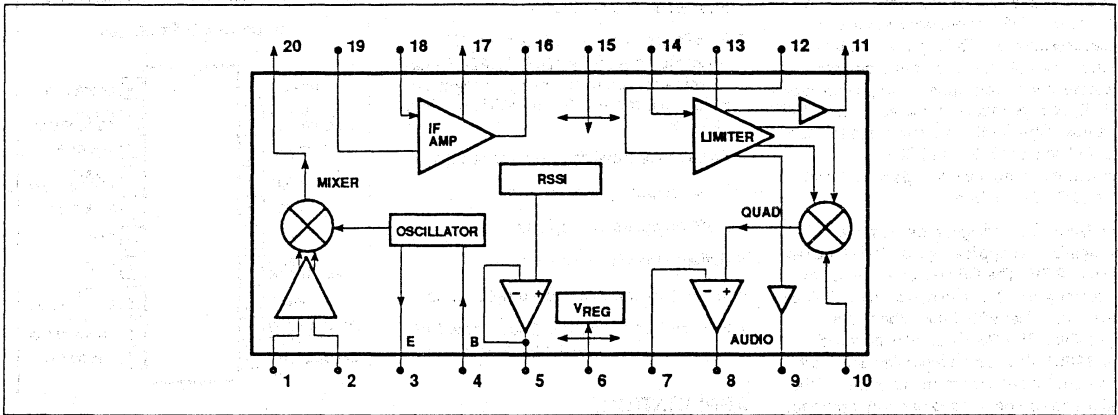 20 19 18 17 16 15 14 13 12 11
IF
AMP
LIMITER
RSSI
MIXER
QUAD
OSCILLATOR
VREG
E B AUDIO
1 2 3 4 5 6 7 8 9 10